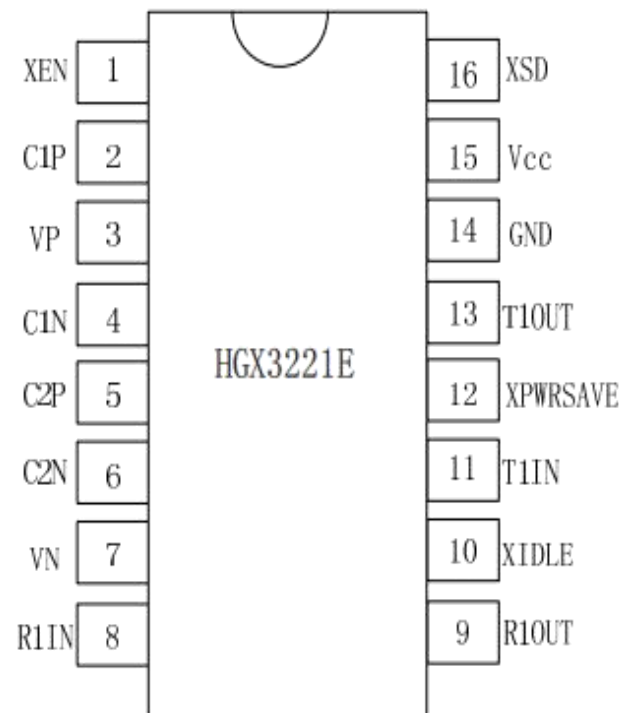 XEN 1 16 XSD
C1P 2 15 Vcc
VP 3 14 GND
C1N 4 13 T1OUT
HGX3221E
C2P 5 12 XPWRSAVE
C2N 6 11 T1IN
VN 7 10 XIDLE
R1IN 8 9 R1OUT